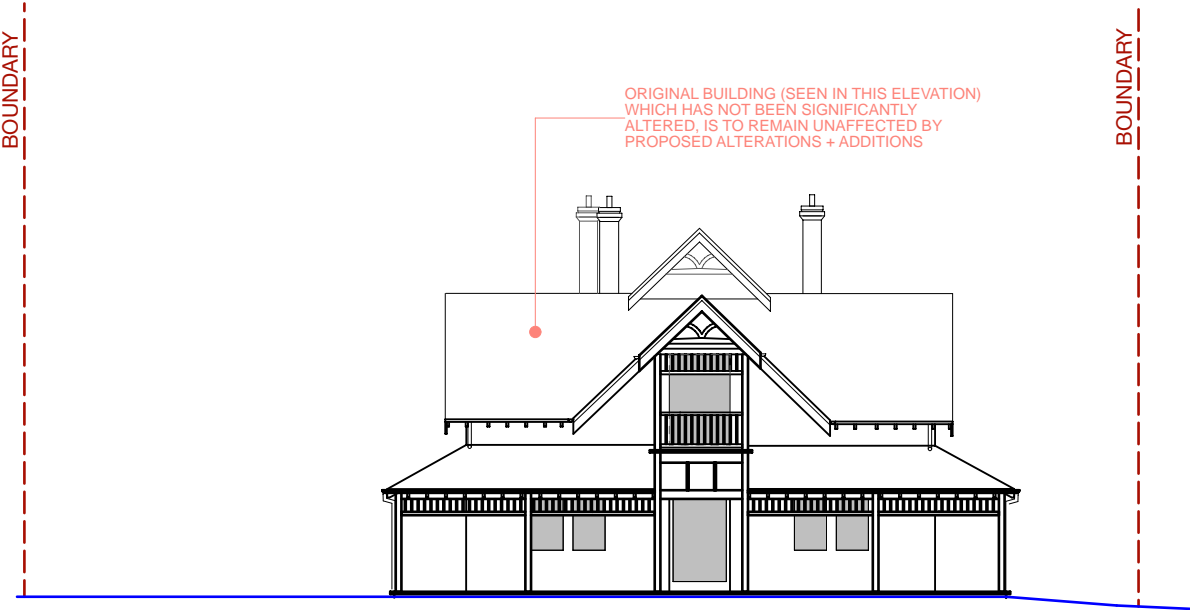 BOUNDARY
ORIGINAL BUILDING (SEEN IN THIS ELEVATION)
WHICH HAS NOT BEEN SIGNIFICANTLY
ALTERED, IS TO REMAIN UNAFFECTED BY
PROPOSED ALTERATIONS + ADDITIONS
BOUNDARY